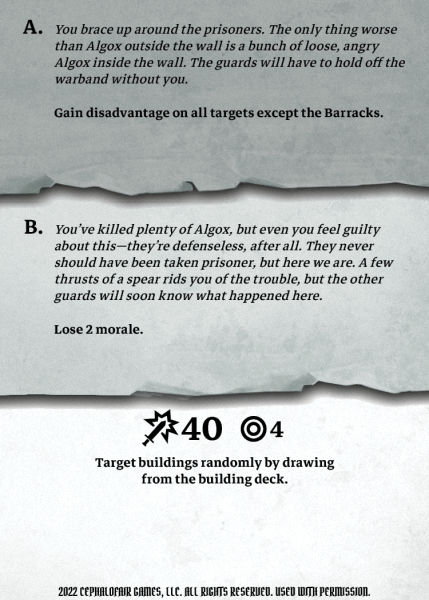 A. You brace up around the prisoners. The only thing worse
than Algox outside the wall is a bunch of loose, angry
Algox inside the wall. The guards will have to hold off the
warband without you.
Gain disadvantage on all targets except the Barracks.
B. You've killed plenty of Algox, but even you feel guilty
about this—they're defenseless, after all. They never
should have been taken prisoner, but here we are. A few
thrusts of a spear rids you of the trouble, but the other
guards will soon know what happened here.
Lose 2 morale.
40 4
Target buildings randomly by drawing
from the building deck.
2022 CEPHALOFAIR GAMES, LLC. ALL RIGHTS RESERVED. USED WITH PERMISSION.